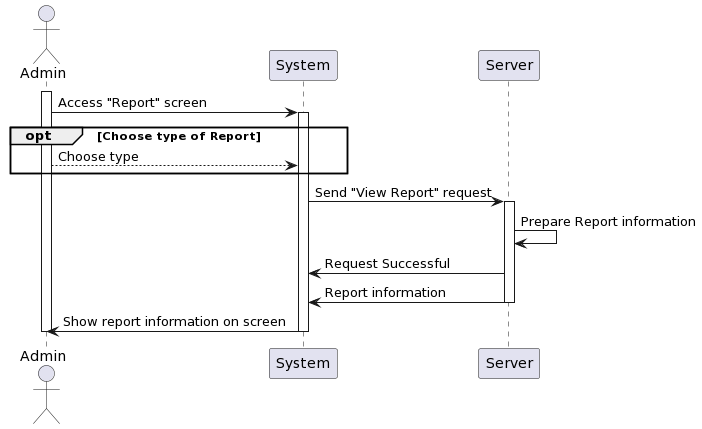 Admin
System
Server
Access "Report" screen
opt [Choose type of Report]
Choose type
Send "View Report" request
Prepare Report information
Request Successful
Report information
Show report information on screen
Admin
System
Server